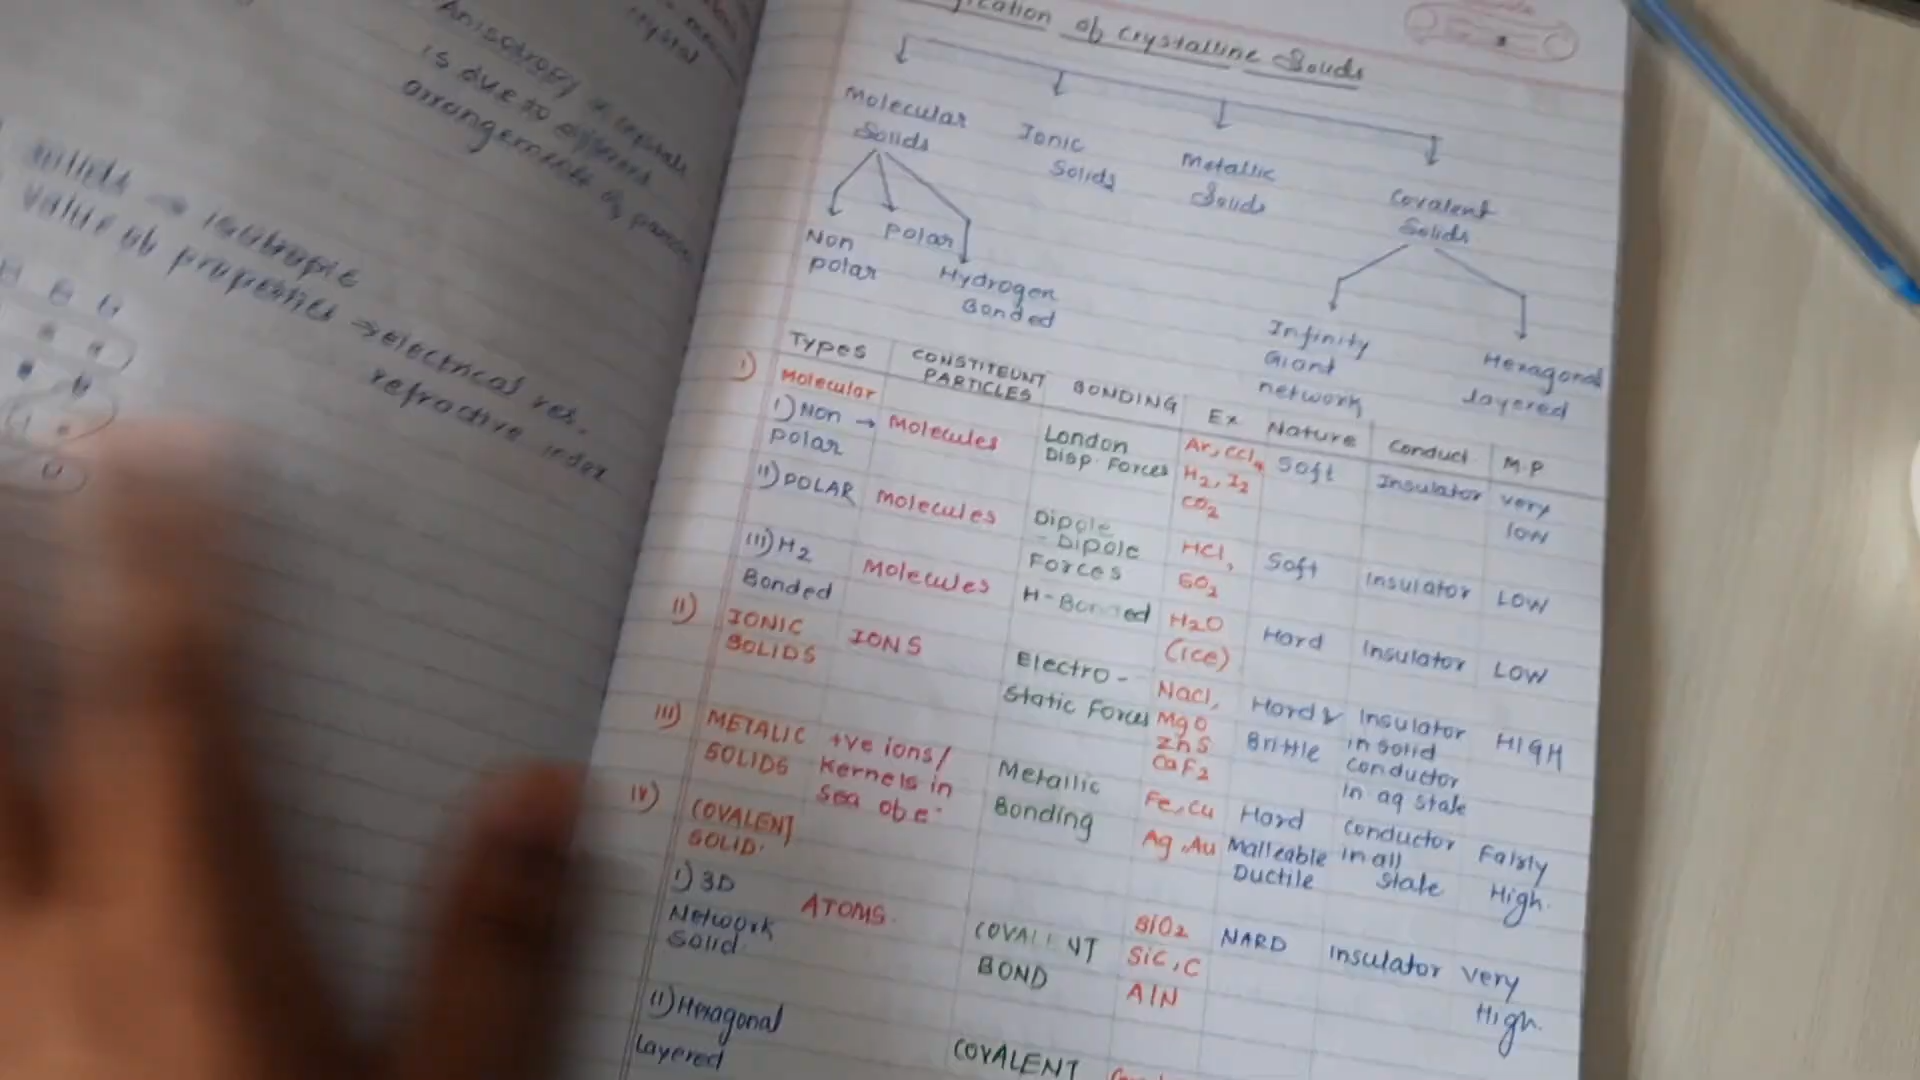 Anisotropy
is due to different
arrangement of
crystal
→ isotropic
value of properties → electrical res.
refractive index
of Crystalline Solids
Molecular
Solids
Ionic
Solids
Metallic
Solids
Covalent
Solids
Non
polar
polar
Hydrogen
Bonded
Infinity
Giant
network
Hexagonal
layered
Types
CONSTITEUNT
PARTICLES
BONDING
Ex
Nature
Conduct.
M.P
I) Molecular
i) Non →
polar
Molecules
London
Disp. Forces
Ar, CCl4
H2, I2
CO2
Soft
Insulator
very
low
ii) POLAR
Molecules
Dipole
- Dipole
Forces
HCl,
SO2
Soft
Insulator
LOW
iii) H2
Bonded
Molecules
H-Bonded
H2O
(ice)
Hard
Insulator
LOW
II) IONIC
SOLIDS
IONS
Electro-
Static Forces
NaCl,
MgO
ZnS
CaF2
Hard &
Brittle
Insulator
in solid
conductor
in aq state
HIGH
III) METALIC
SOLIDS
+ve ions/
Kernels in
Sea of e-
Metallic
Bonding
Fe, Cu
Ag, Au
Hard
Malleable
Ductile
conductor
in all
state
Fairly
High.
IV) COVALENT
SOLID.
i) 3D
Network
Solid.
ATOMS.
COVALENT
BOND
SiO2
SiC, C
AlN
HARD
Insulator
very
High.
ii) Hexagonal
Layered
COVALENT